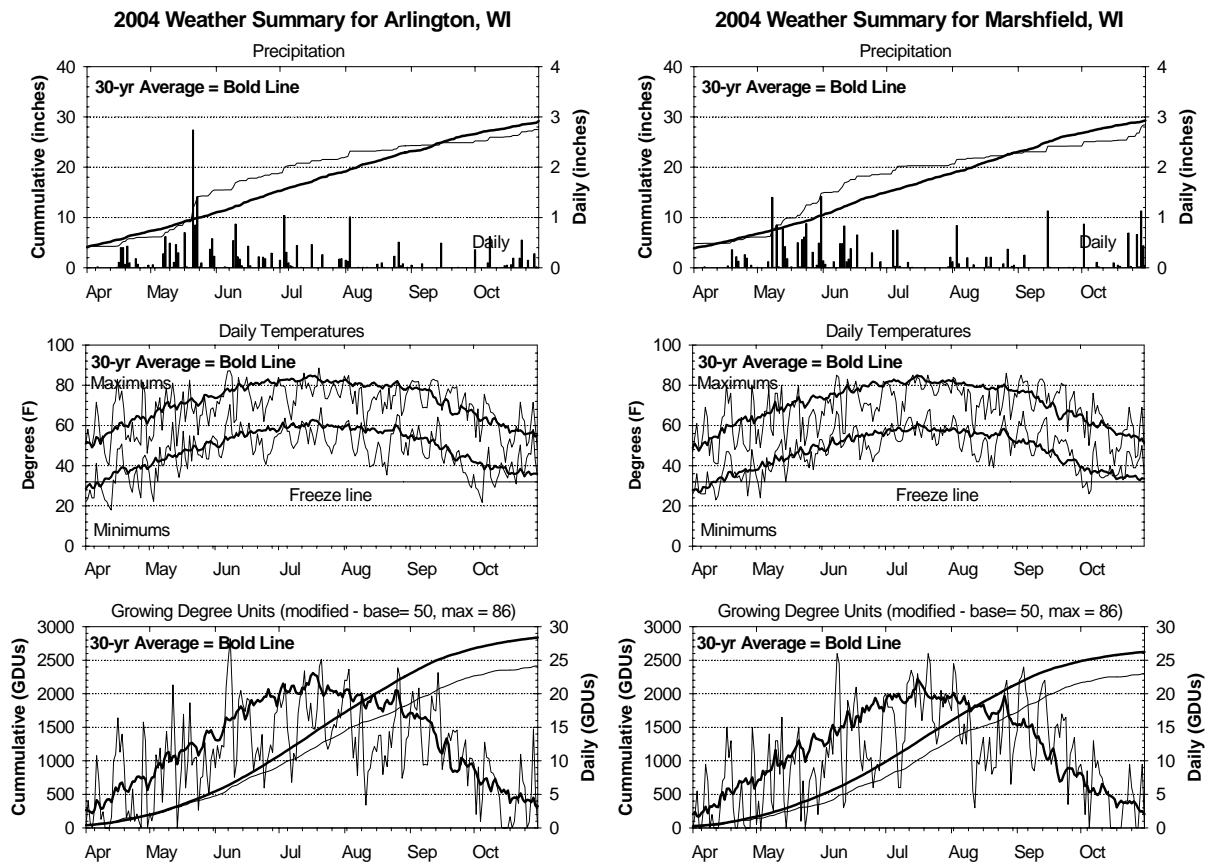 2004 Weather Summary for Arlington, WI
Precipitation
30-yr Average = Bold Line
Cummulative (inches)
40
30
20
10
0
Daily (inches)
4
3
2
1
0
Daily
Apr May Jun Jul Aug Sep Oct
Daily Temperatures
30-yr Average = Bold Line
Maximums
Degrees (F)
100
80
60
40
20
0
Freeze line
Minimums
Apr May Jun Jul Aug Sep Oct
Growing Degree Units (modified - base= 50, max = 86)
30-yr Average = Bold Line
Cummulative (GDUs)
3000
2500
2000
1500
1000
500
0
Daily (GDUs)
30
25
20
15
10
5
0
Apr May Jun Jul Aug Sep Oct
2004 Weather Summary for Marshfield, WI
Precipitation
30-yr Average = Bold Line
Cummulative (inches)
40
30
20
10
0
Daily (inches)
4
3
2
1
0
Daily
Apr May Jun Jul Aug Sep Oct
Daily Temperatures
30-yr Average = Bold Line
Maximums
Degrees (F)
100
80
60
40
20
0
Freeze line
Minimums
Apr May Jun Jul Aug Sep Oct
Growing Degree Units (modified - base= 50, max = 86)
30-yr Average = Bold Line
Cummulative (GDUs)
3000
2500
2000
1500
1000
500
0
Daily (GDUs)
30
25
20
15
10
5
0
Apr May Jun Jul Aug Sep Oct